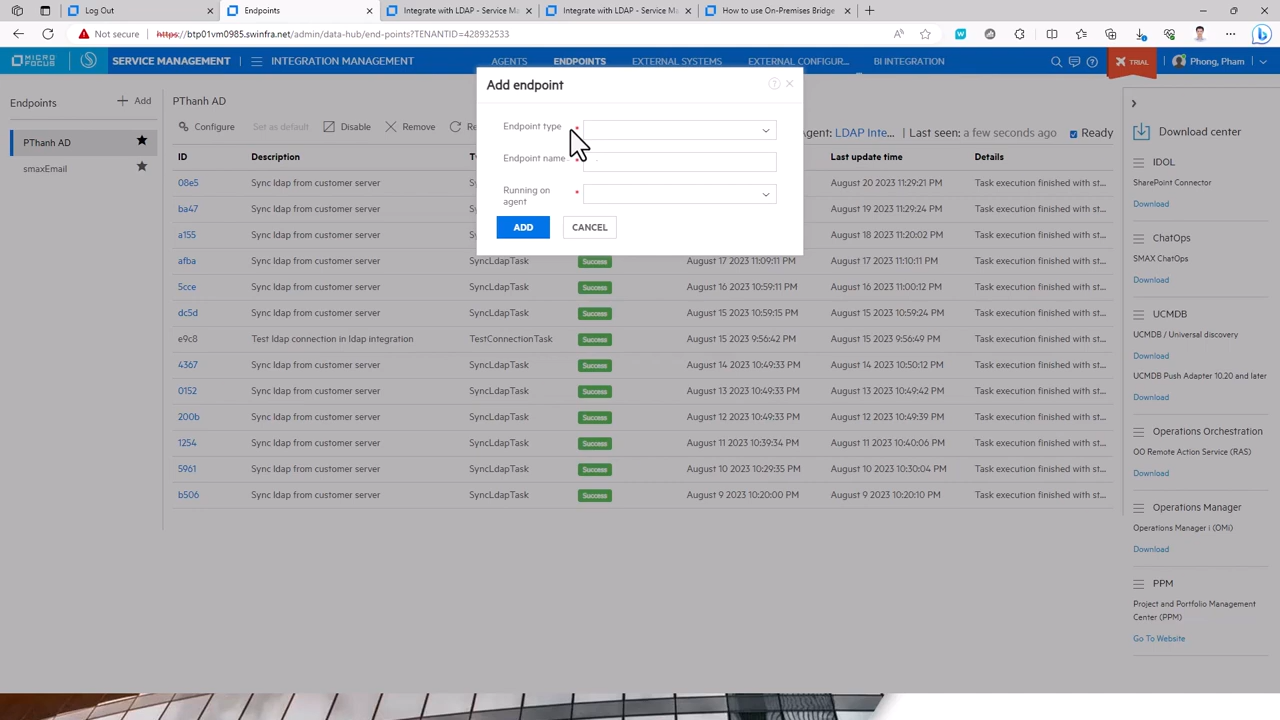 Log Out
Endpoints
Integrate with LDAP - Service Ma
Integrate with LDAP - Service Ma
How to use On-Premises Bridge
Not secure
https://btp01vm0985.swinfra.net/admin/data-hub/end-points?TENANTID=428932533
MICRO FOCUS
SERVICE MANAGEMENT
INTEGRATION MANAGEMENT
AGENTS
ENDPOINTS
EXTERNAL SYSTEMS
EXTERNAL CONFIGUR...
BI INTEGRATION
TRIAL
Phong, Pham
Endpoints
Add
PThanh AD
smaxEmail
PThanh AD
Configure
Set as default
Disable
Remove
Re
Agent: LDAP Inte...
Last seen: a few seconds ago
Ready
Add endpoint
Endpoint type *
Endpoint name *
Running on agent *
ADD
CANCEL
ID Description Ty Last update time Details
08e5 Sync ldap from customer server August 20 2023 11:29:21 PM Task execution finished with st...
ba47 Sync ldap from customer server August 19 2023 11:29:24 PM Task execution finished with st...
a155 Sync ldap from customer server August 18 2023 11:20:02 PM Task execution finished with st...
afba Sync ldap from customer server SyncLdapTask Success August 17 2023 11:09:11 PM August 17 2023 11:10:11 PM Task execution finished with st...
5cce Sync ldap from customer server SyncLdapTask Success August 16 2023 10:59:11 PM August 16 2023 11:00:12 PM Task execution finished with st...
dc5d Sync ldap from customer server SyncLdapTask Success August 15 2023 10:59:15 PM August 15 2023 10:59:24 PM Task execution finished with st...
e9c8 Test ldap connection in ldap integration TestConnectionTask Success August 15 2023 9:56:42 PM August 15 2023 9:56:49 PM Task execution finished with st...
4367 Sync ldap from customer server SyncLdapTask Success August 14 2023 10:49:33 PM August 14 2023 10:50:12 PM Task execution finished with st...
0152 Sync ldap from customer server SyncLdapTask Success August 13 2023 10:49:33 PM August 13 2023 10:49:42 PM Task execution finished with st...
200b Sync ldap from customer server SyncLdapTask Success August 12 2023 10:49:33 PM August 12 2023 10:49:39 PM Task execution finished with st...
1254 Sync ldap from customer server SyncLdapTask Success August 11 2023 10:39:34 PM August 11 2023 10:40:06 PM Task execution finished with st...
5961 Sync ldap from customer server SyncLdapTask Success August 10 2023 10:29:35 PM August 10 2023 10:30:04 PM Task execution finished with st...
b506 Sync ldap from customer server SyncLdapTask Success August 9 2023 10:20:00 PM August 9 2023 10:20:10 PM Task execution finished with st...
Download center
IDOL
SharePoint Connector
Download
ChatOps
SMAX ChatOps
Download
UCMDB
UCMDB / Universal discovery
Download
UCMDB Push Adapter 10.20 and later
Download
Operations Orchestration
OO Remote Action Service (RAS)
Download
Operations Manager
Operations Manager i (OMi)
Download
PPM
Project and Portfolio Management
Center (PPM)
Go To Website